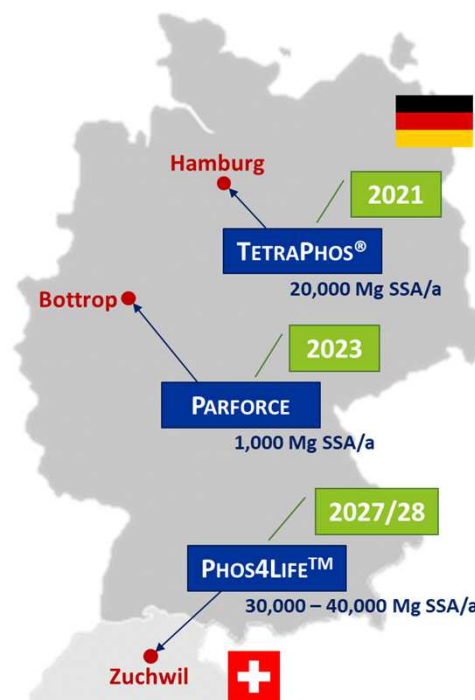 Hamburg
2021
TETRAPHOS®
20,000 Mg SSA/a
Bottrop
2023
PARFORCE
1,000 Mg SSA/a
2027/28
PHOS4LIFE™
30,000 – 40,000 Mg SSA/a
Zuchwil